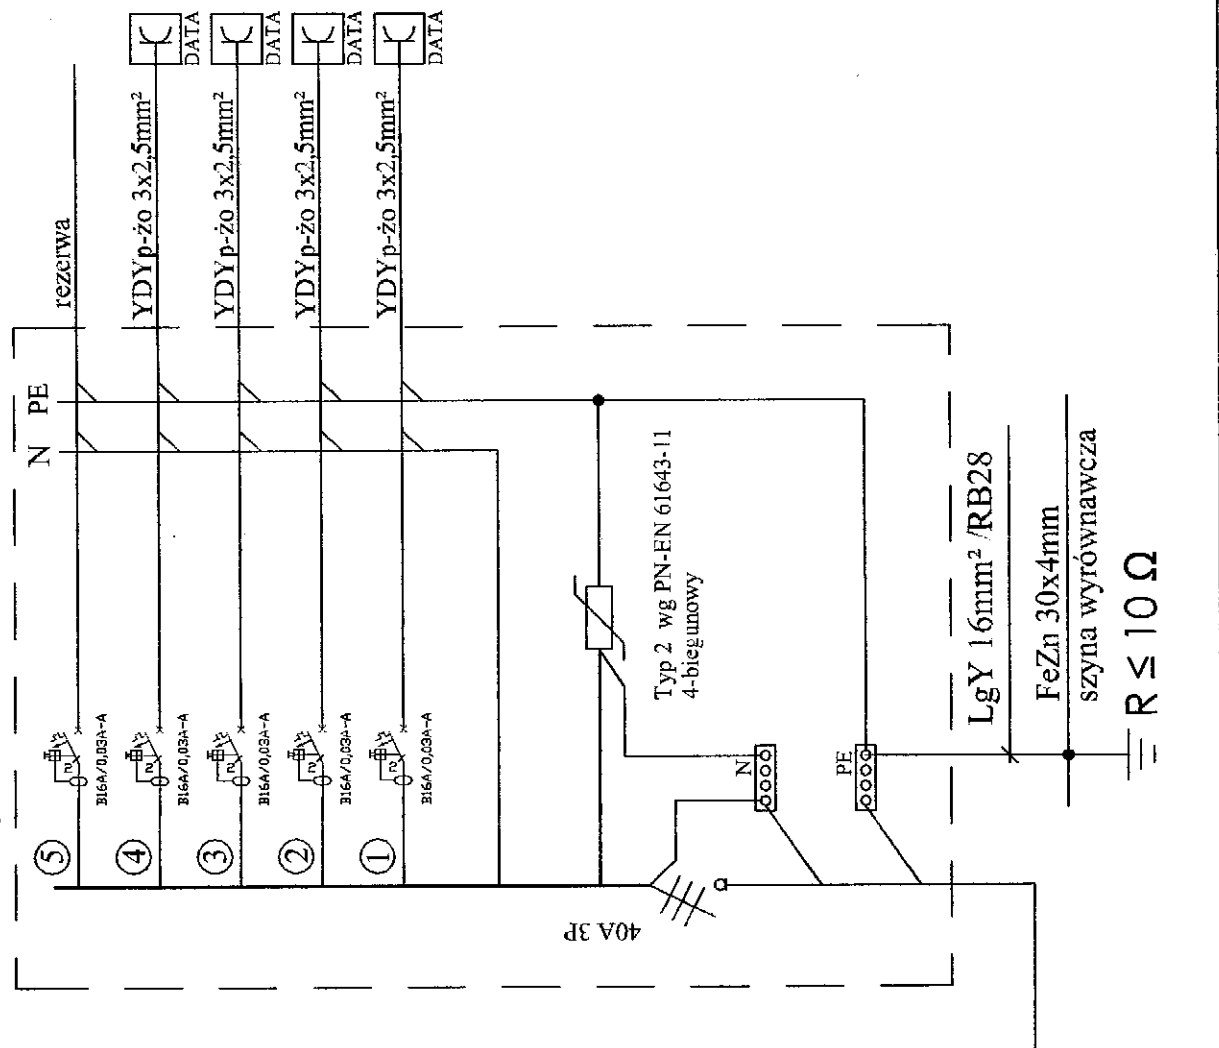 rezerwa
YDYp-żo 3x2,5mm²
DATA
YDYp-żo 3x2,5mm²
DATA
YDYp-żo 3x2,5mm²
DATA
YDYp-żo 3x2,5mm²
DATA
PE
N
5
B16A/0,03A-A
4
B16A/0,03A-A
3
B16A/0,03A-A
2
B16A/0,03A-A
1
B16A/0,03A-A
Typ 2 wg PN-EN 61643-11
4-biegunowy
40A 3P
N
PE
LgY 16mm² /RB28
FeZn 30x4mm
szyna wyrównawcza
R ≤ 10 Ω